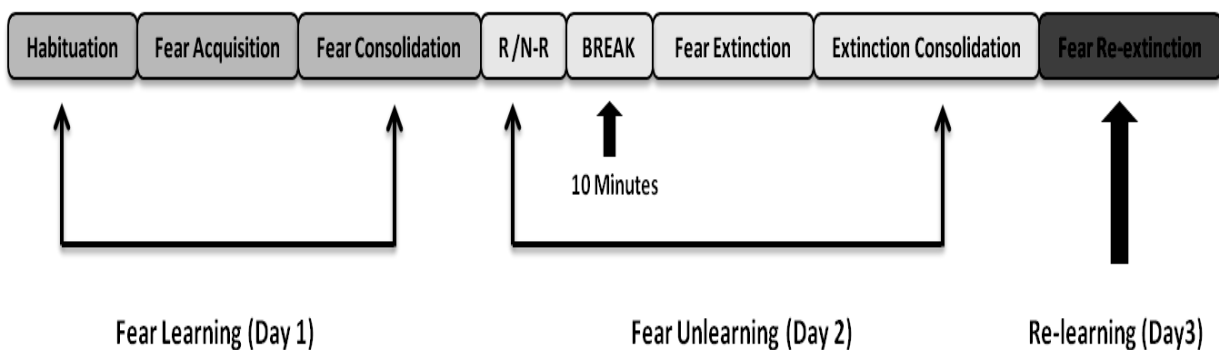 Habituation Fear Acquisition Fear Consolidation R/N-R BREAK Fear Extinction Extinction Consolidation Fear Re-extinction
10 Minutes
Fear Learning (Day 1) Fear Unlearning (Day 2) Re-learning (Day3)